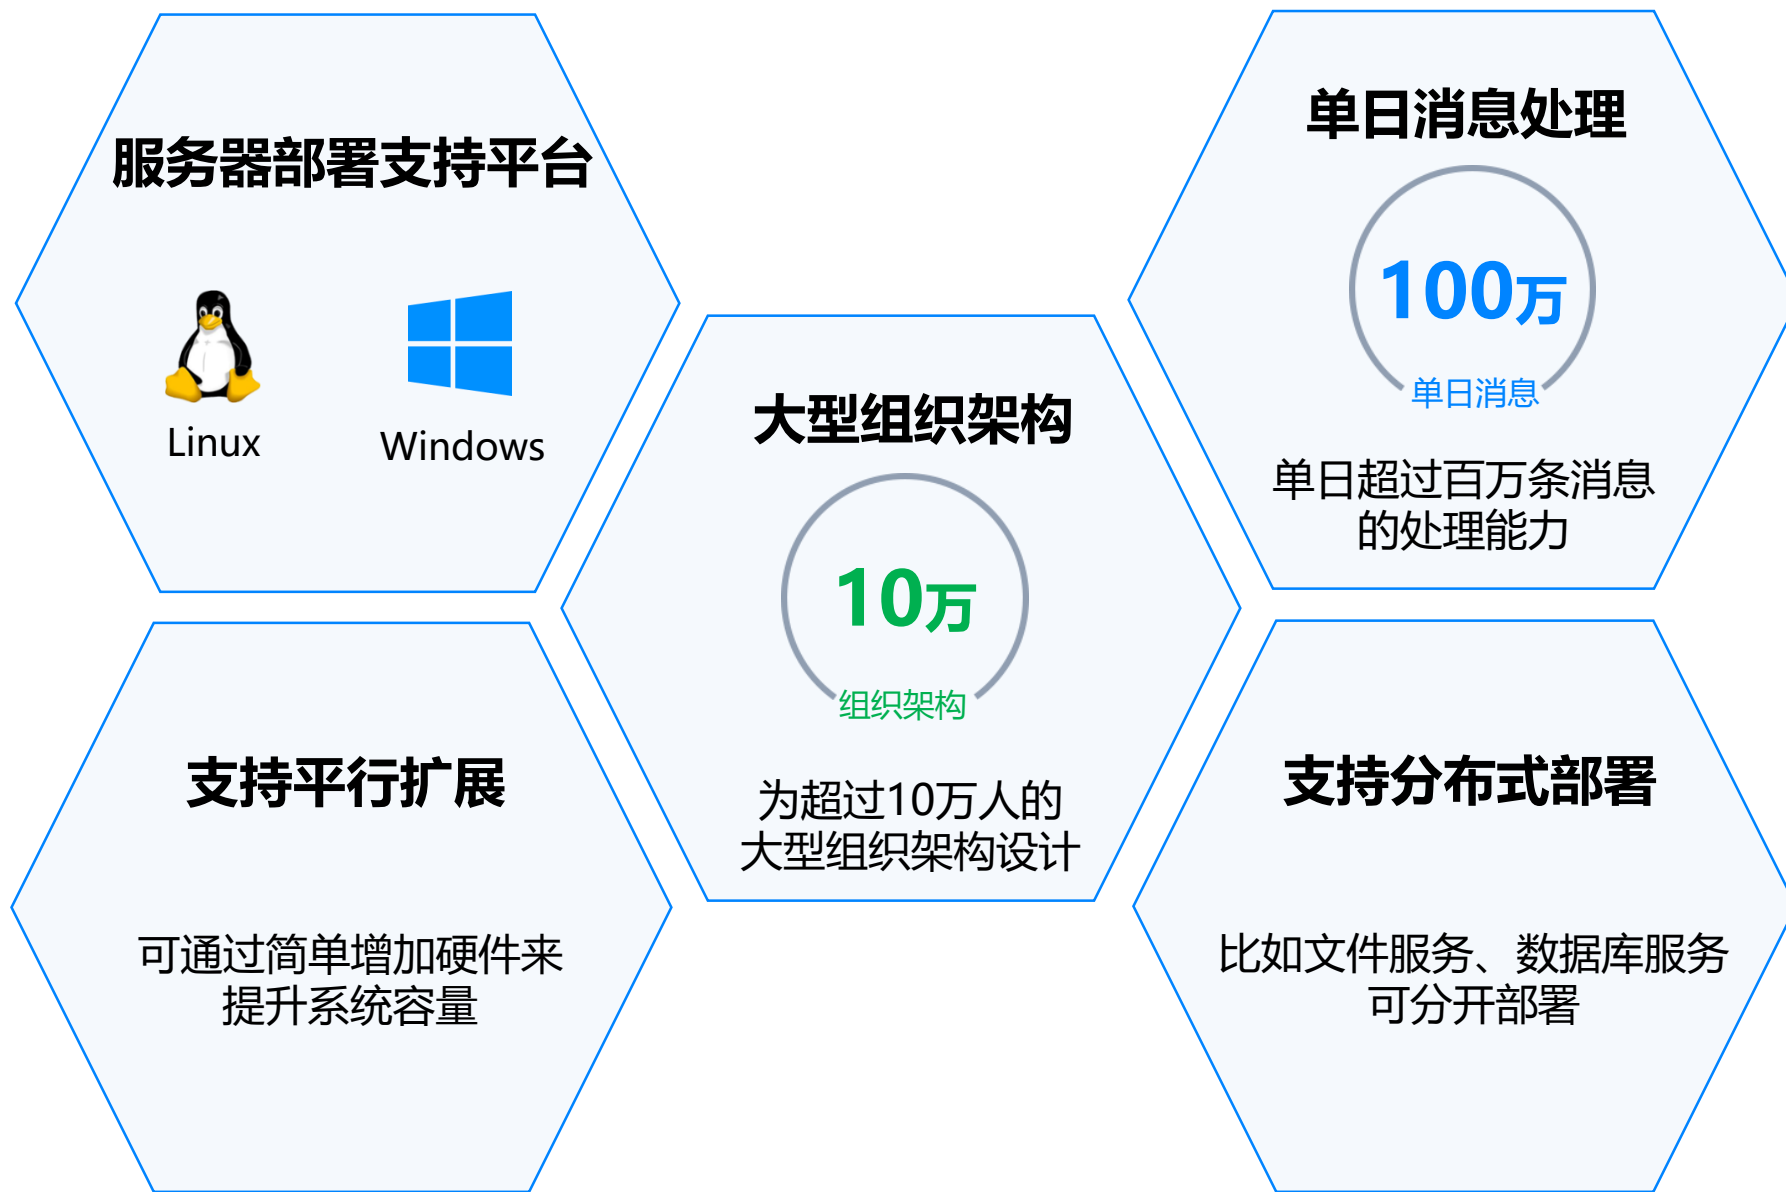 服务器部署支持平台
Linux
Windows
单日消息处理
100万
单日消息
单日超过百万条消息
的处理能力
大型组织架构
10万
组织架构
为超过10万人的
大型组织架构设计
支持平行扩展
可通过简单增加硬件来
提升系统容量
支持分布式部署
比如文件服务、数据库服务
可分开部署